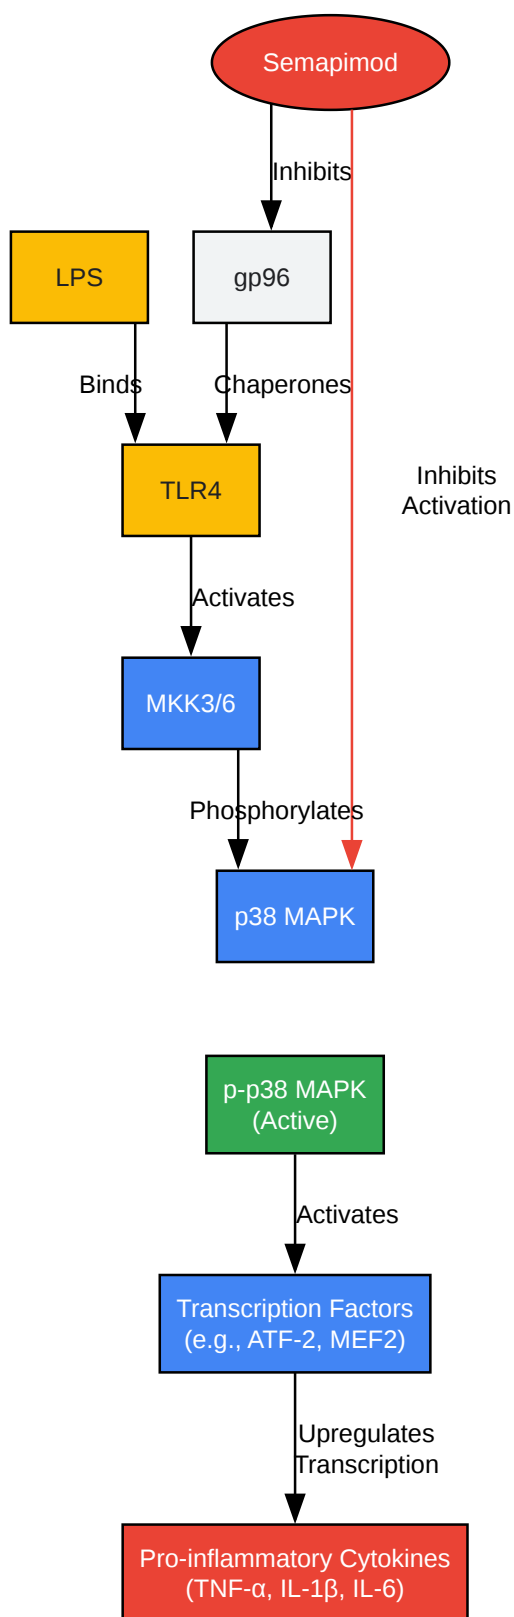 Semapimod
Inhibits
LPS
gp96
Binds
Chaperones
Inhibits
Activation
TLR4
Activates
MKK3/6
Phosphorylates
p38 MAPK
p-p38 MAPK
(Active)
Activates
Transcription Factors
(e.g., ATF-2, MEF2)
Upregulates
Transcription
Pro-inflammatory Cytokines
(TNF-α, IL-1β, IL-6)